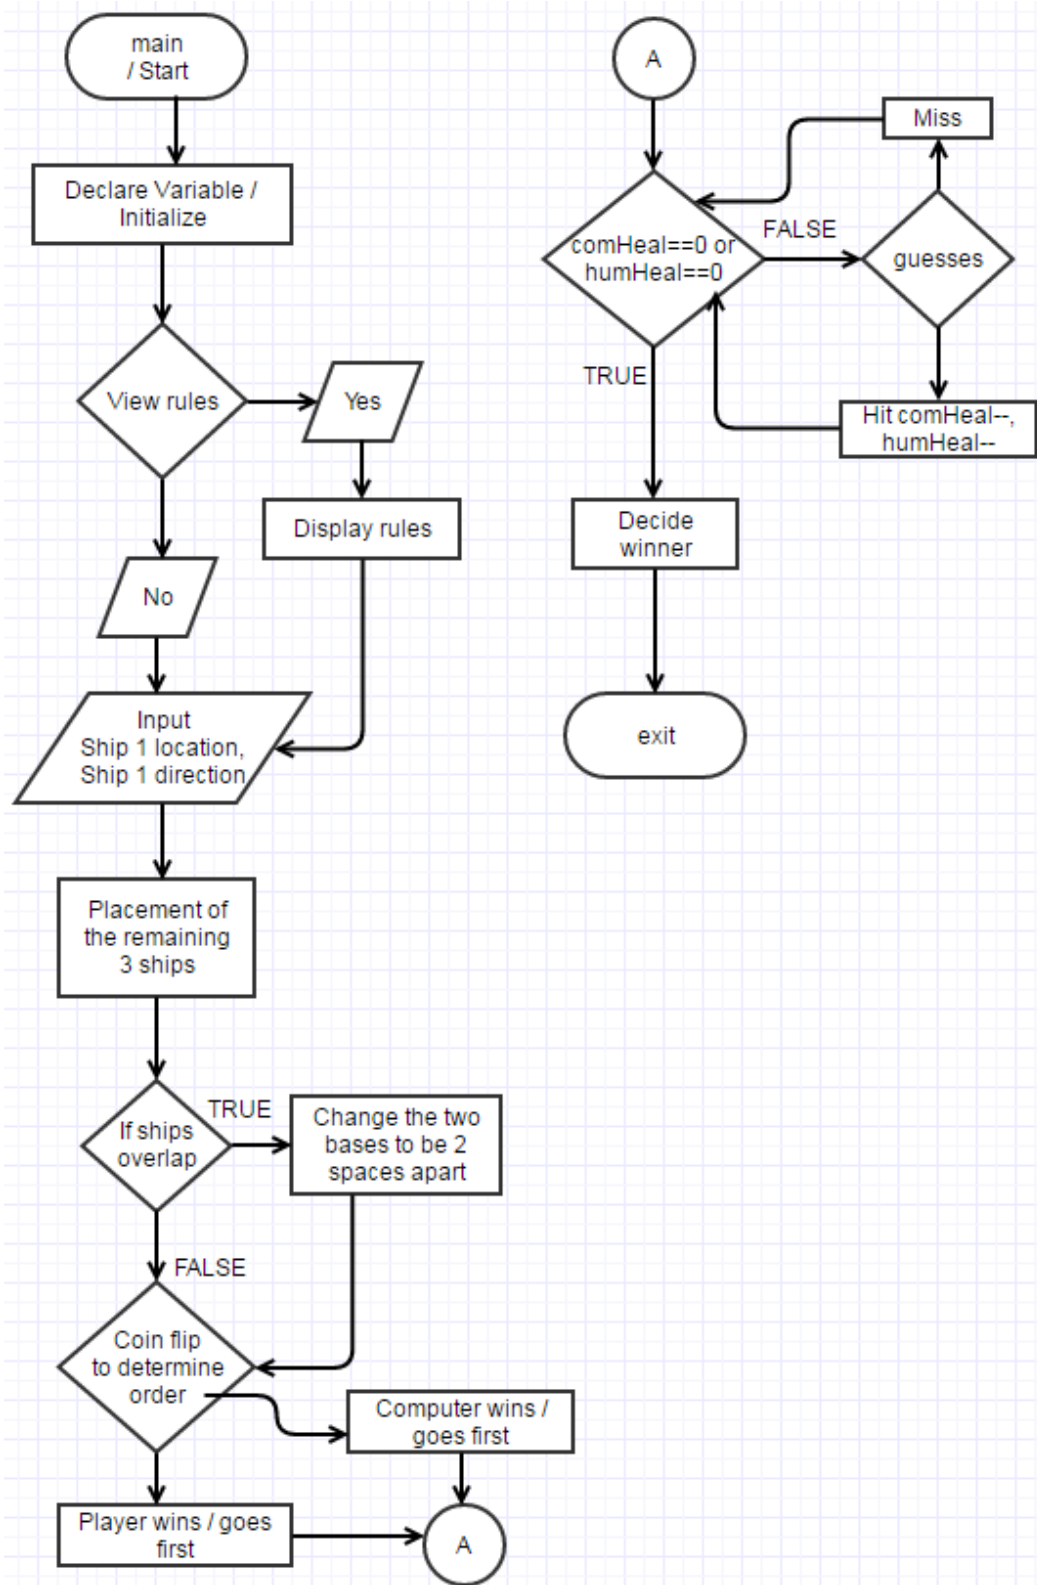 main
/ Start
Declare Variable /
Initialize
View rules
Yes
Display rules
No
Input
Ship 1 location,
Ship 1 direction
Placement of
the remaining
3 ships
If ships
overlap
TRUE
Change the two
bases to be 2
spaces apart
FALSE
Coin flip
to determine
order
Computer wins /
goes first
Player wins / goes
first
A
A
comHeal==0 or
humHeal==0
FALSE
guesses
Miss
Hit comHeal--,
humHeal--
TRUE
Decide
winner
exit